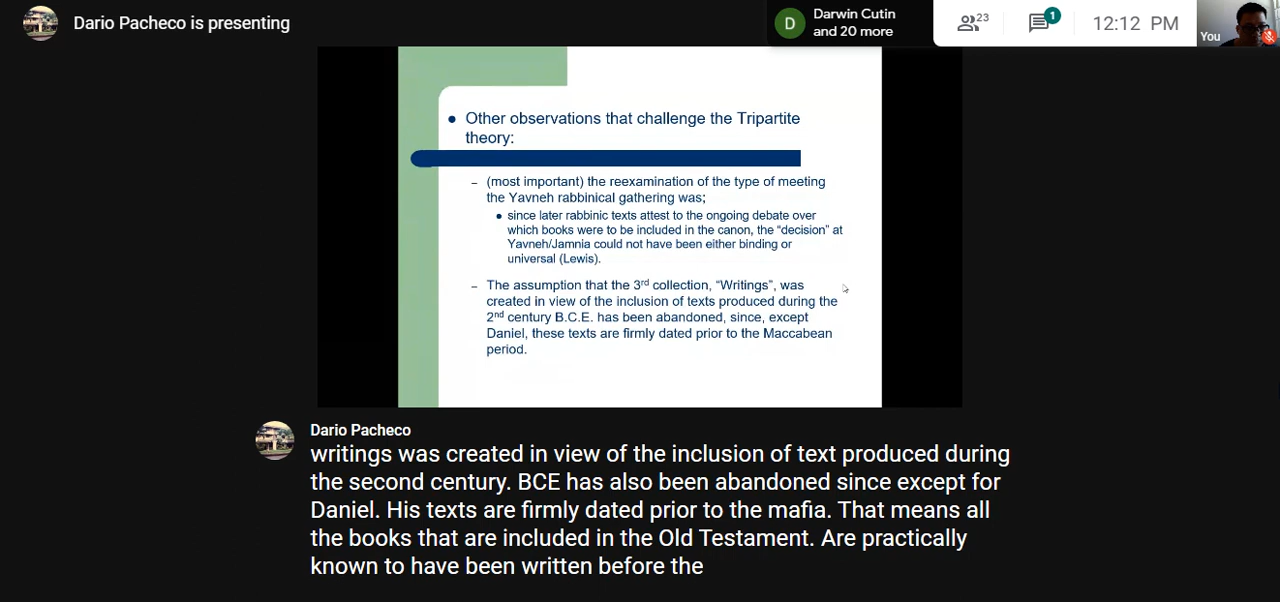 Dario Pacheco is presenting
D
Darwin Cutin
and 20 more
23
1
12:12 PM
You
• Other observations that challenge the Tripartite
theory:
– (most important) the reexamination of the type of meeting
the Yavneh rabbinical gathering was;
• since later rabbinic texts attest to the ongoing debate over
which books were to be included in the canon, the “decision” at
Yavneh/Jamnia could not have been either binding or
universal (Lewis).
– The assumption that the 3rd collection, “Writings”, was
created in view of the inclusion of texts produced during the
2nd century B.C.E. has been abandoned, since, except
Daniel, these texts are firmly dated prior to the Maccabean
period.
Dario Pacheco
writings was created in view of the inclusion of text produced during
the second century. BCE has also been abandoned since except for
Daniel. His texts are firmly dated prior to the mafia. That means all
the books that are included in the Old Testament. Are practically
known to have been written before the